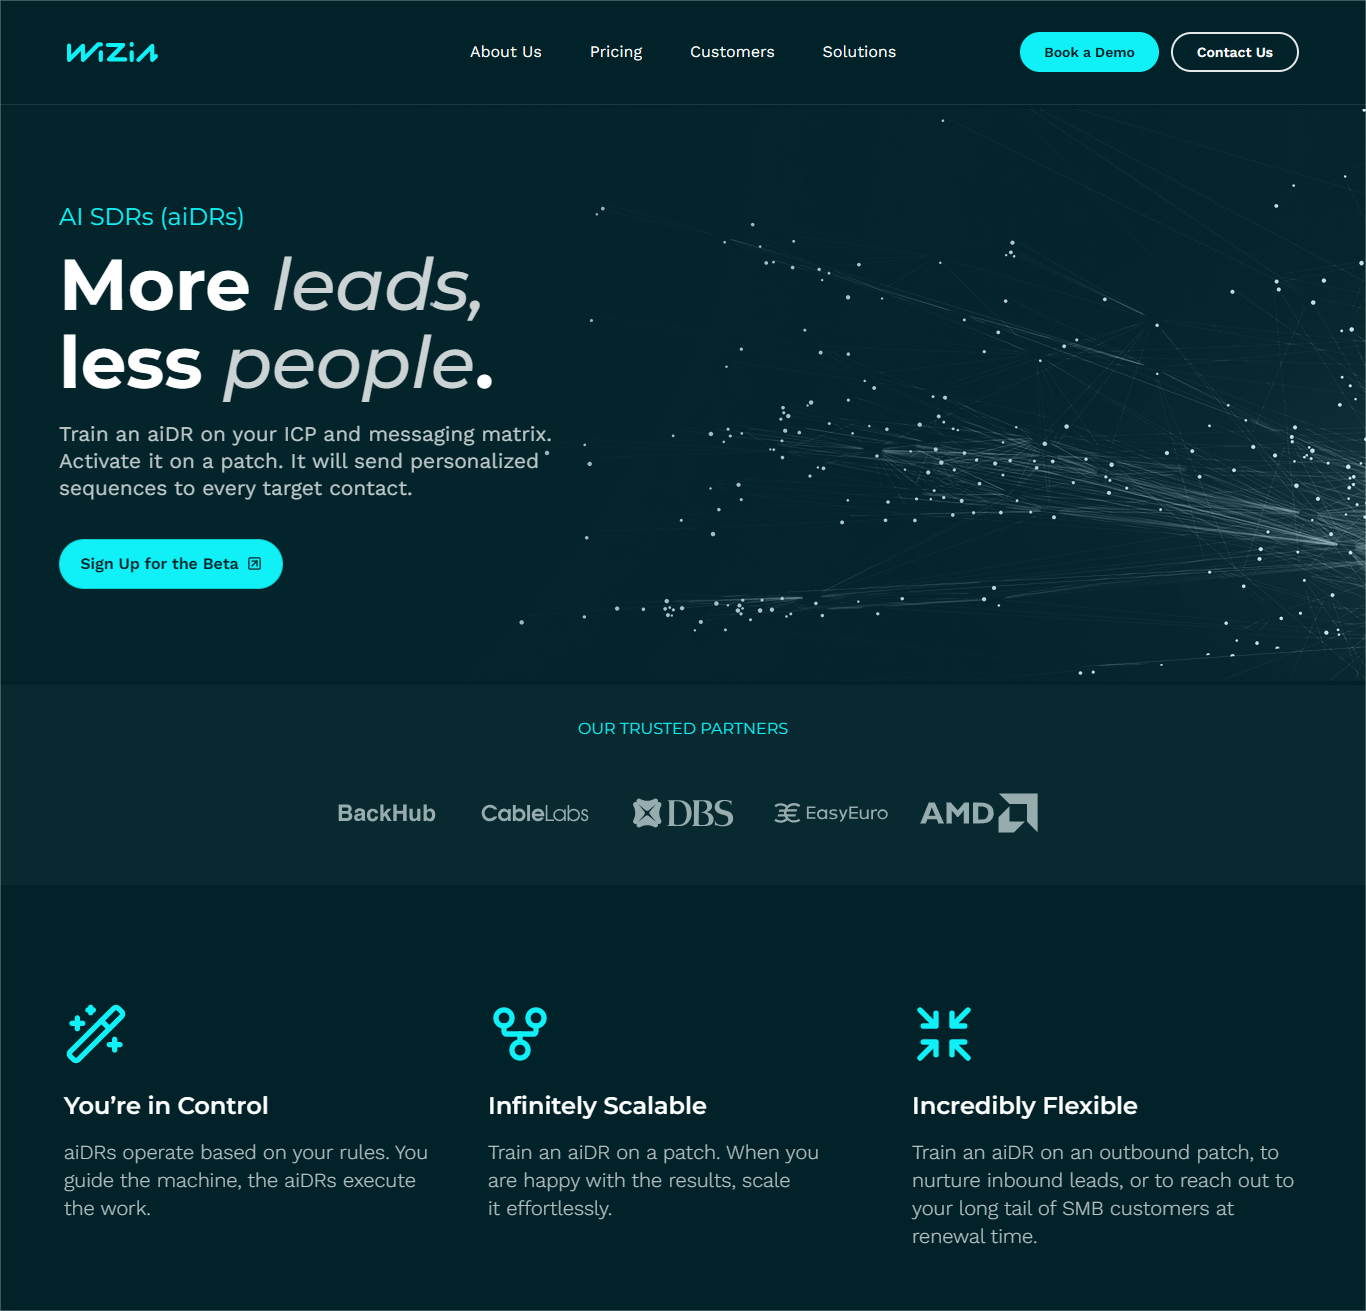 WiZiA
About Us
Pricing
Customers
Solutions
Book a Demo
Contact Us
AI SDRs (aiDRs)
More leads,
less people.
Train an aiDR on your ICP and messaging matrix.
Activate it on a patch. It will send personalized
sequences to every target contact.
Sign Up for the Beta
OUR TRUSTED PARTNERS
BackHub
CableLabs
DBS
EasyEuro
AMD
You’re in Control
aiDRs operate based on your rules. You
guide the machine, the aiDRs execute
the work.
Infinitely Scalable
Train an aiDR on a patch. When you
are happy with the results, scale
it effortlessly.
Incredibly Flexible
Train an aiDR on an outbound patch, to
nurture inbound leads, or to reach out to
your long tail of SMB customers at
renewal time.